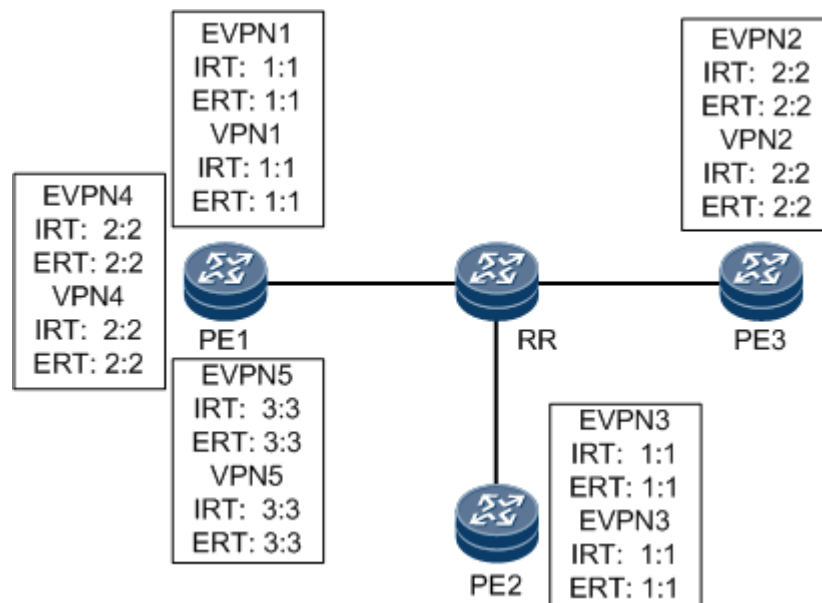 EVPN1
IRT: 1:1
ERT: 1:1
VPN1
IRT: 1:1
ERT: 1:1
EVPN4
IRT: 2:2
ERT: 2:2
VPN4
IRT: 2:2
ERT: 2:2
PE1
EVPN5
IRT: 3:3
ERT: 3:3
VPN5
IRT: 3:3
ERT: 3:3
RR
EVPN2
IRT: 2:2
ERT: 2:2
VPN2
IRT: 2:2
ERT: 2:2
PE3
EVPN3
IRT: 1:1
ERT: 1:1
EVPN3
IRT: 1:1
ERT: 1:1
PE2